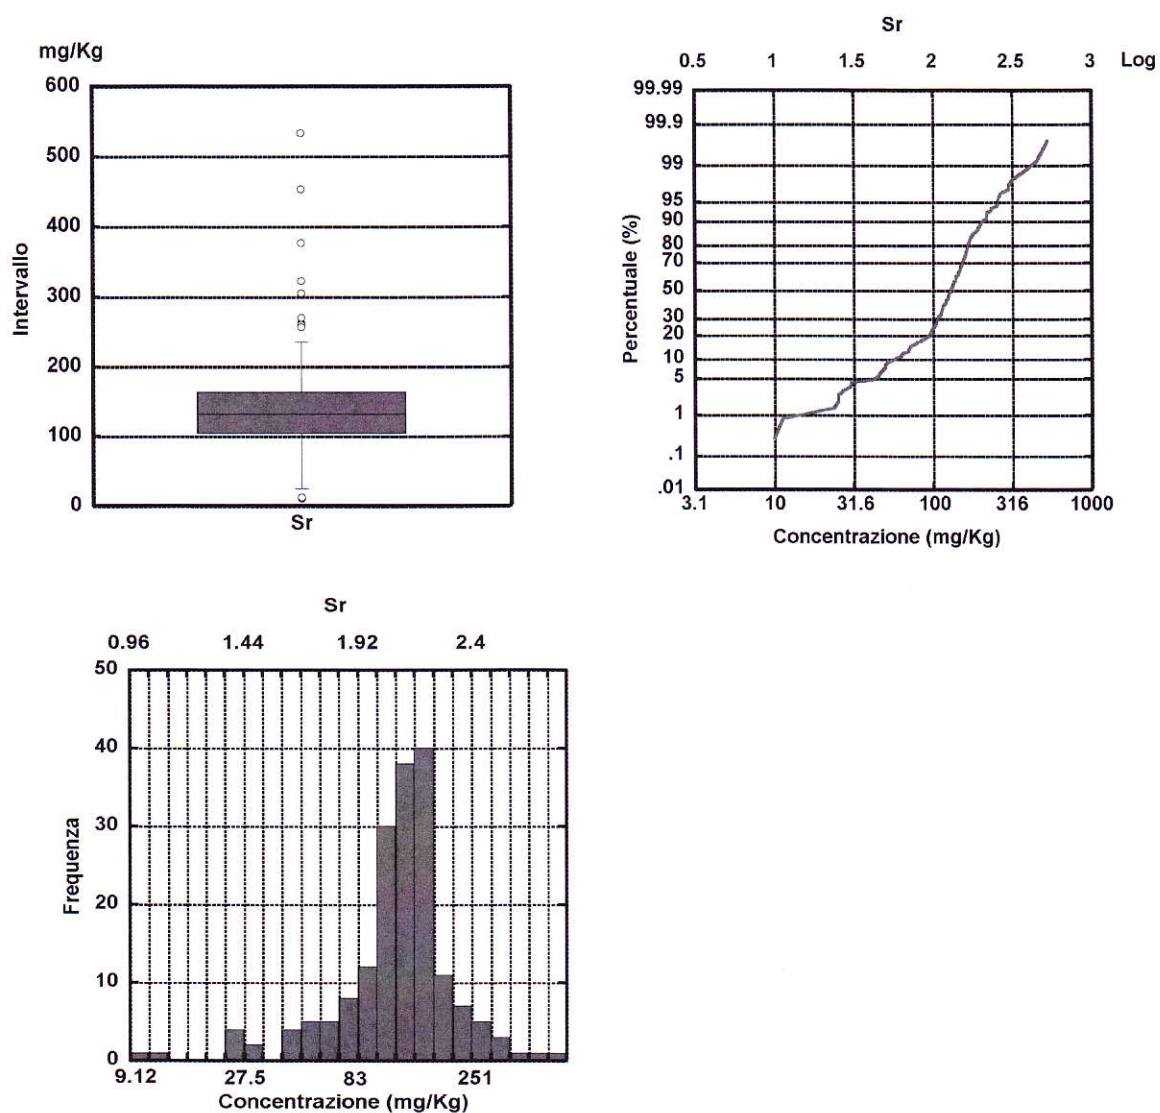 mg/Kg
600
500
400
300
200
100
0
Intervallo
Sr
Sr
0.5 1 1.5 2 2.5 3 Log
99.99
99.9
99
95
90
80
70
50
30
20
10
5
1
.1
.01
Percentuale (%)
3.1 10 31.6 100 316 1000
Concentrazione (mg/Kg)
Sr
0.96 1.44 1.92 2.4
50
40
30
20
10
0
Frequenza
9.12 27.5 83 251
Concentrazione (mg/Kg)